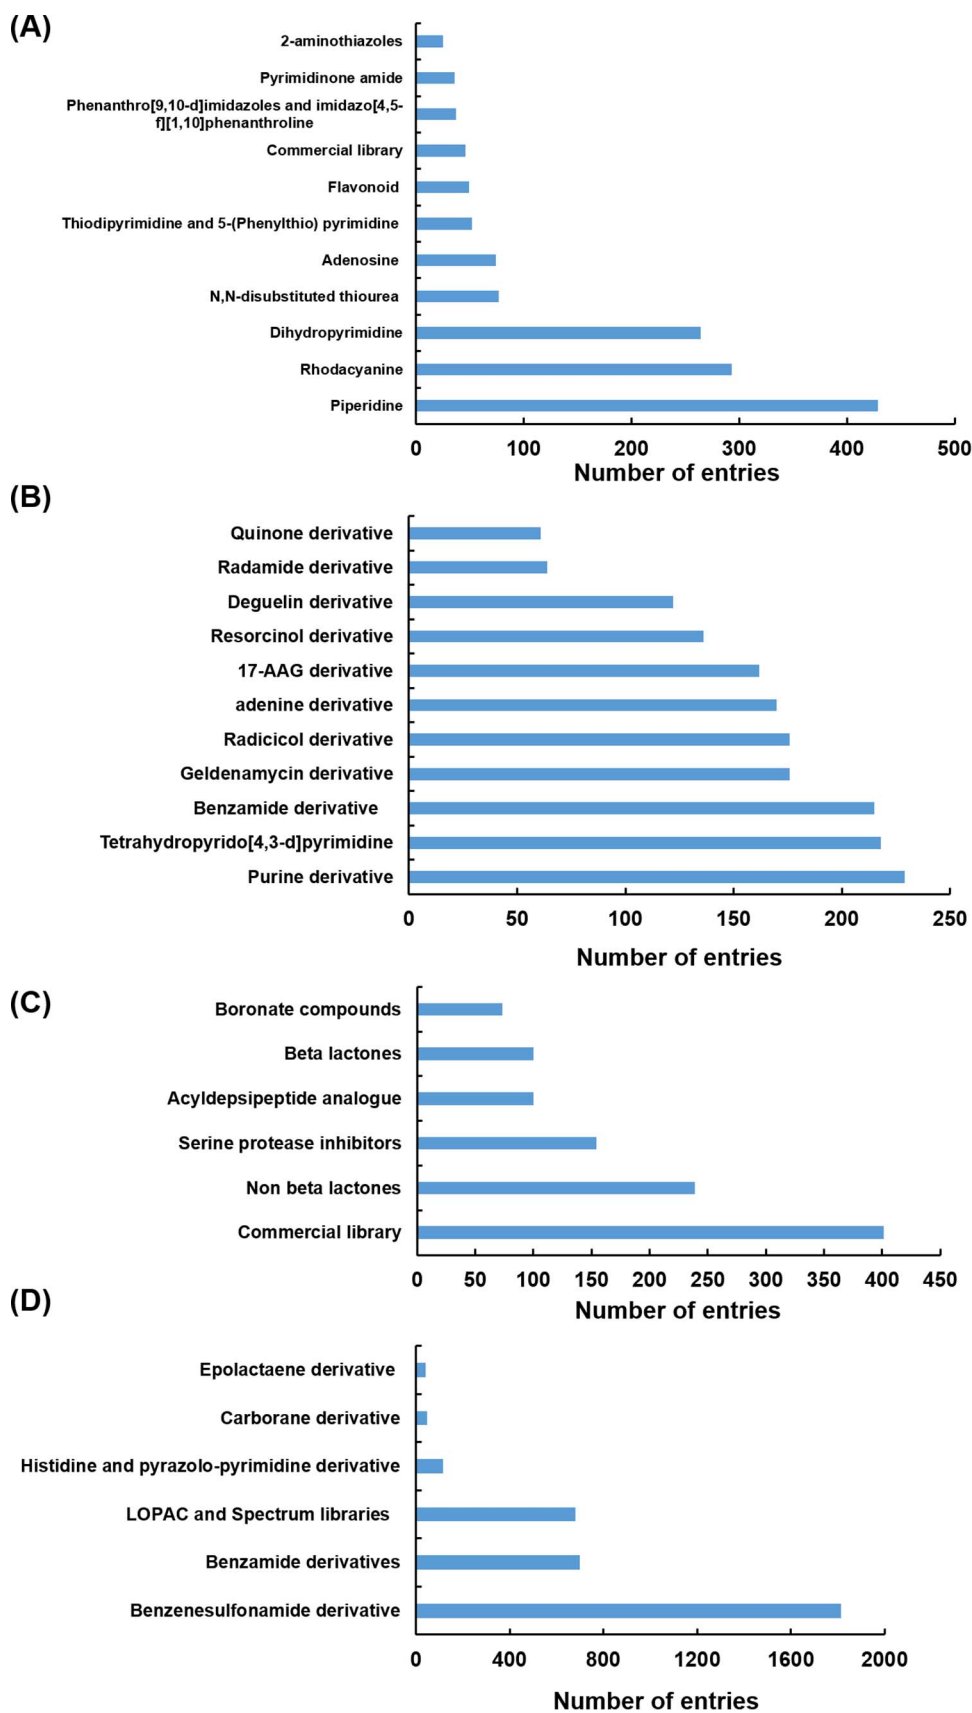 (A)
2-aminothiazoles
Pyrimidinone amide
Phenanthro[9,10-d]imidazoles and imidazo[4,5-
f][1,10]phenanthroline
Commercial library
Flavonoid
Thiodipyrimidine and 5-(Phenylthio) pyrimidine
Adenosine
N,N-disubstituted thiourea
Dihydropyrimidine
Rhodacyanine
Piperidine
0 100 200 300 400 500
Number of entries
(B)
Quinone derivative
Radamide derivative
Deguelin derivative
Resorcinol derivative
17-AAG derivative
adenine derivative
Radicicol derivative
Geldenamycin derivative
Benzamide derivative
Tetrahydropyrido[4,3-d]pyrimidine
Purine derivative
0 50 100 150 200 250
Number of entries
(C)
Boronate compounds
Beta lactones
Acyldepsipeptide analogue
Serine protease inhibitors
Non beta lactones
Commercial library
0 50 100 150 200 250 300 350 400 450
Number of entries
(D)
Epolactaene derivative
Carborane derivative
Histidine and pyrazolo-pyrimidine derivative
LOPAC and Spectrum libraries
Benzamide derivatives
Benzenesulfonamide derivative
0 400 800 1200 1600 2000
Number of entries